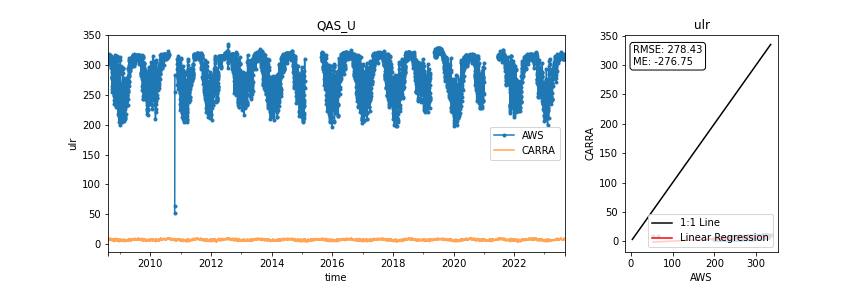 QAS_U
ulr
350
300
250
200
150
100
50
0
ulr
AWS
CARRA
2010
2012
2014
2016
2018
2020
2022
time
RMSE: 278.43
ME: -276.75
350
300
250
200
150
100
50
0
CARRA
1:1 Line
Linear Regression
0
100
200
300
AWS